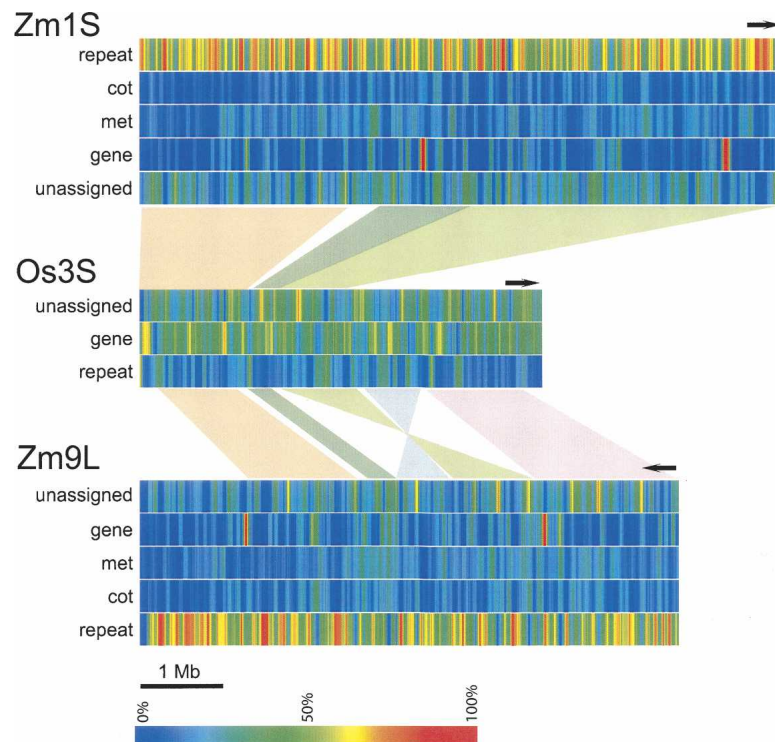 Zm1S
repeat
cot
met
gene
unassigned
Os3S
unassigned
gene
repeat
Zm9L
unassigned
gene
met
cot
repeat
1 Mb
0%
50%
100%